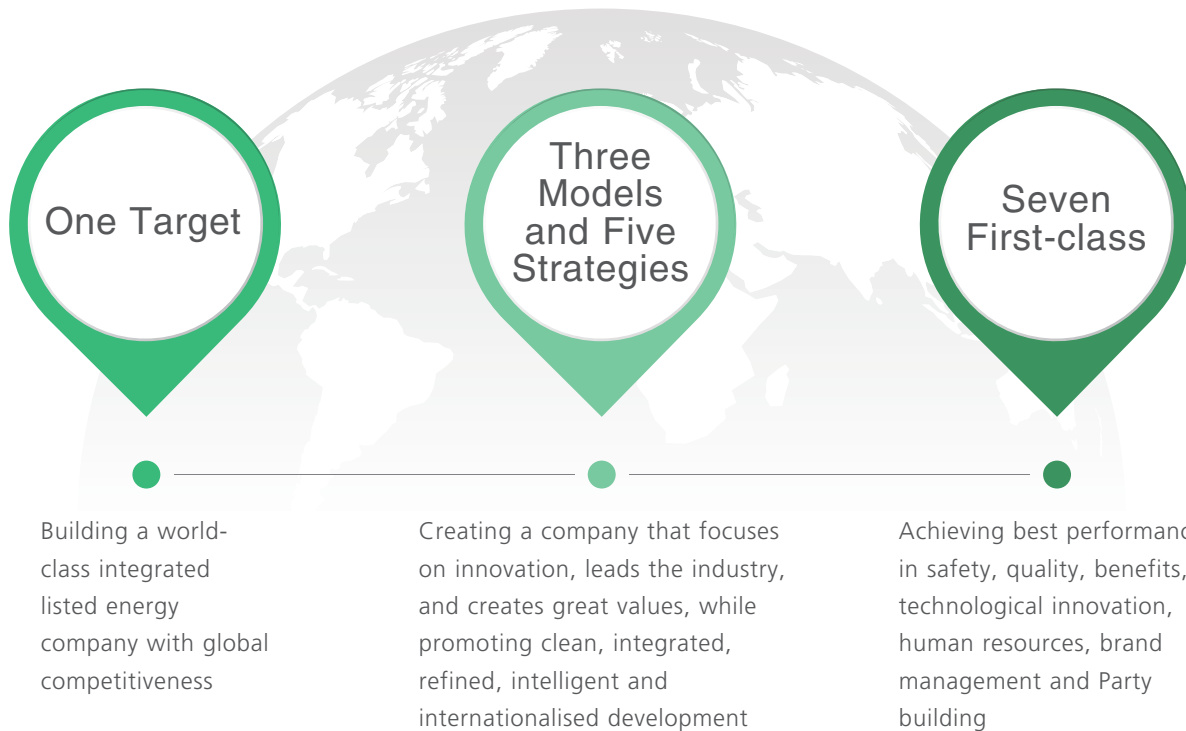 One Target
Three
Models
and Five
Strategies
Seven
First-class
Building a world-
class integrated
listed energy
company with global
competitiveness
Creating a company that focuses
on innovation, leads the industry,
and creates great values, while
promoting clean, integrated,
refined, intelligent and
internationalised development
Achieving best performanc
in safety, quality, benefits,
technological innovation,
human resources, brand
management and Party
building